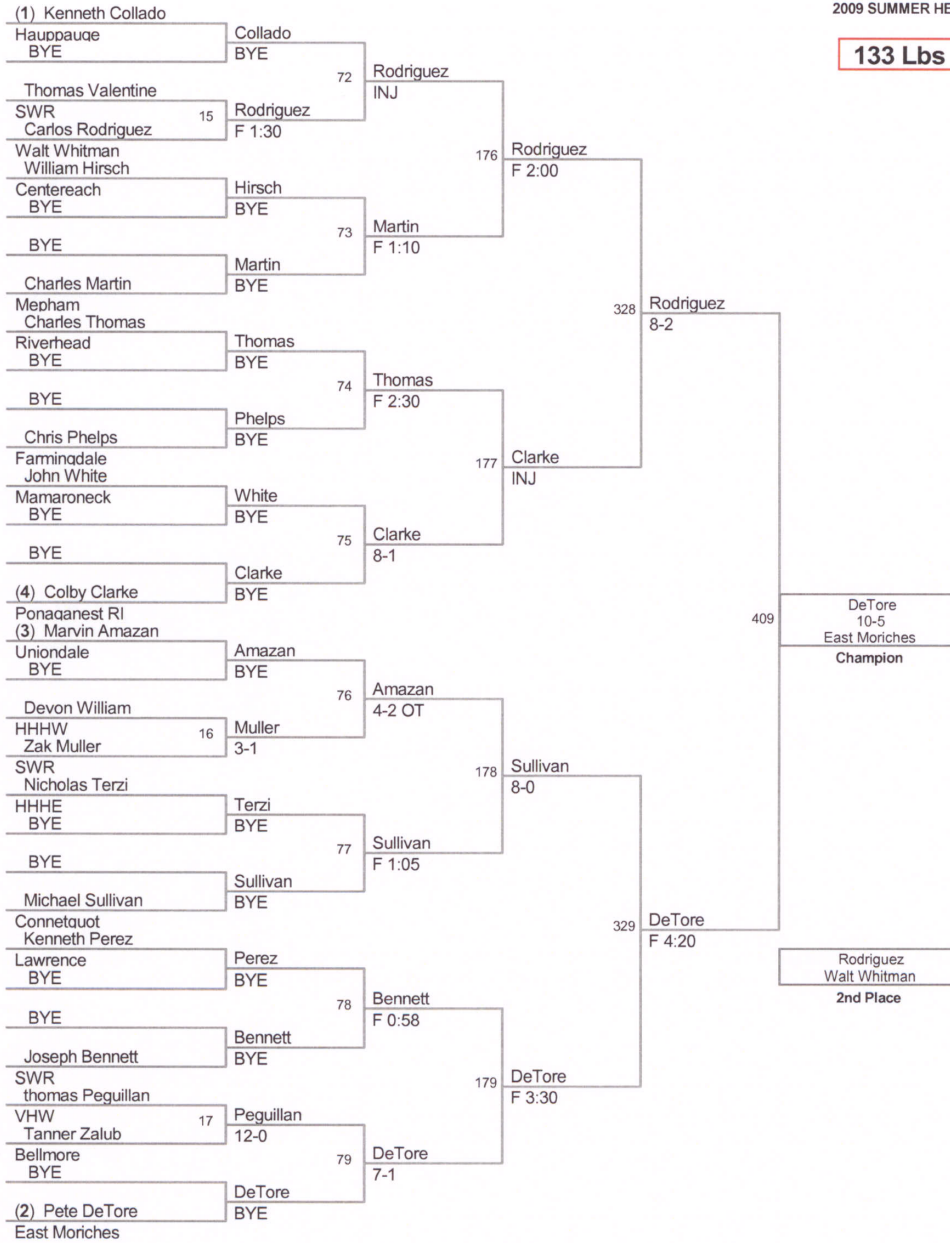 2009 SUMMER HE
133 Lbs
(1) Kenneth Collado
Hauppauge
BYE
Thomas Valentine
SWR
15
Carlos Rodriguez
Walt Whitman
William Hirsch
Centereach
BYE
BYE
Charles Martin
Mepham
Charles Thomas
Riverhead
BYE
BYE
Chris Phelps
Farmingdale
John White
Mamaroneck
BYE
BYE
(4) Colby Clarke
Ponaganest RI
(3) Marvin Amazan
Uniondale
BYE
Devon William
HHHW
16
Zak Muller
SWR
Nicholas Terzi
HHHE
BYE
BYE
Michael Sullivan
Connetquot
Kenneth Perez
Lawrence
BYE
BYE
Joseph Bennett
SWR
thomas Peguillan
VHW
17
Tanner Zalub
Bellmore
BYE
(2) Pete DeTore
East Moriches
Collado
BYE
72
Rodriguez
F 1:30
Hirsch
BYE
73
Martin
BYE
Thomas
BYE
74
Phelps
BYE
White
BYE
75
Clarke
BYE
Amazan
BYE
76
Muller
3-1
Terzi
BYE
77
Sullivan
BYE
Perez
BYE
78
Bennett
BYE
Peguillan
12-0
79
DeTore
BYE
Rodriguez
INJ
176
Martin
F 1:10
Thomas
F 2:30
177
Clarke
8-1
Amazan
4-2 OT
178
Sullivan
F 1:05
Bennett
F 0:58
179
DeTore
7-1
Rodriguez
F 2:00
328
Clarke
INJ
Sullivan
8-0
329
DeTore
F 3:30
Rodriguez
8-2
409
DeTore
F 4:20
DeTore
10-5
East Moriches
Champion
Rodriguez
Walt Whitman
2nd Place